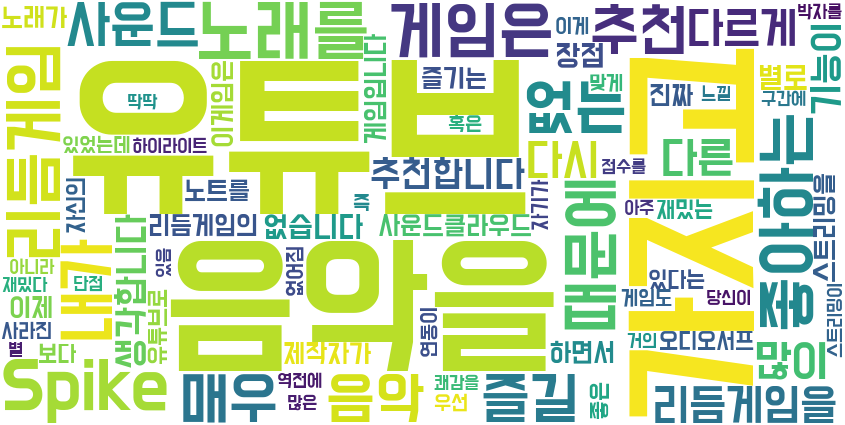 노래가
사운드
노래를
게임은
추천
다르게
박자를
이게
장점
기능이
리듬게임
유튜브
딱딱
이게임은
게임입니다
즐기는
혹은
없는
맞게
진짜
느낄
별로
구간에
있었는데
하이라이트
추천합니다
다시
점수를
다른
좋아하는
스트리밍을
자신의
노트를
즉
자기가
때문에
아주
재밌는
내가
생각합니다
리듬게임의
없습니다
사운드클라우드
음악을
아니라
재밌다
단점
있음
없어짐
있다는
게임도
당신이
이제
유튜브로
사라진
별
보다
제작자가
연동이
하면서
거의
오디오서프
많이
스트리밍이
Spike
매우
역전에
많은
음악
쾌감을
우선
즐길
좋은
리듬게임을